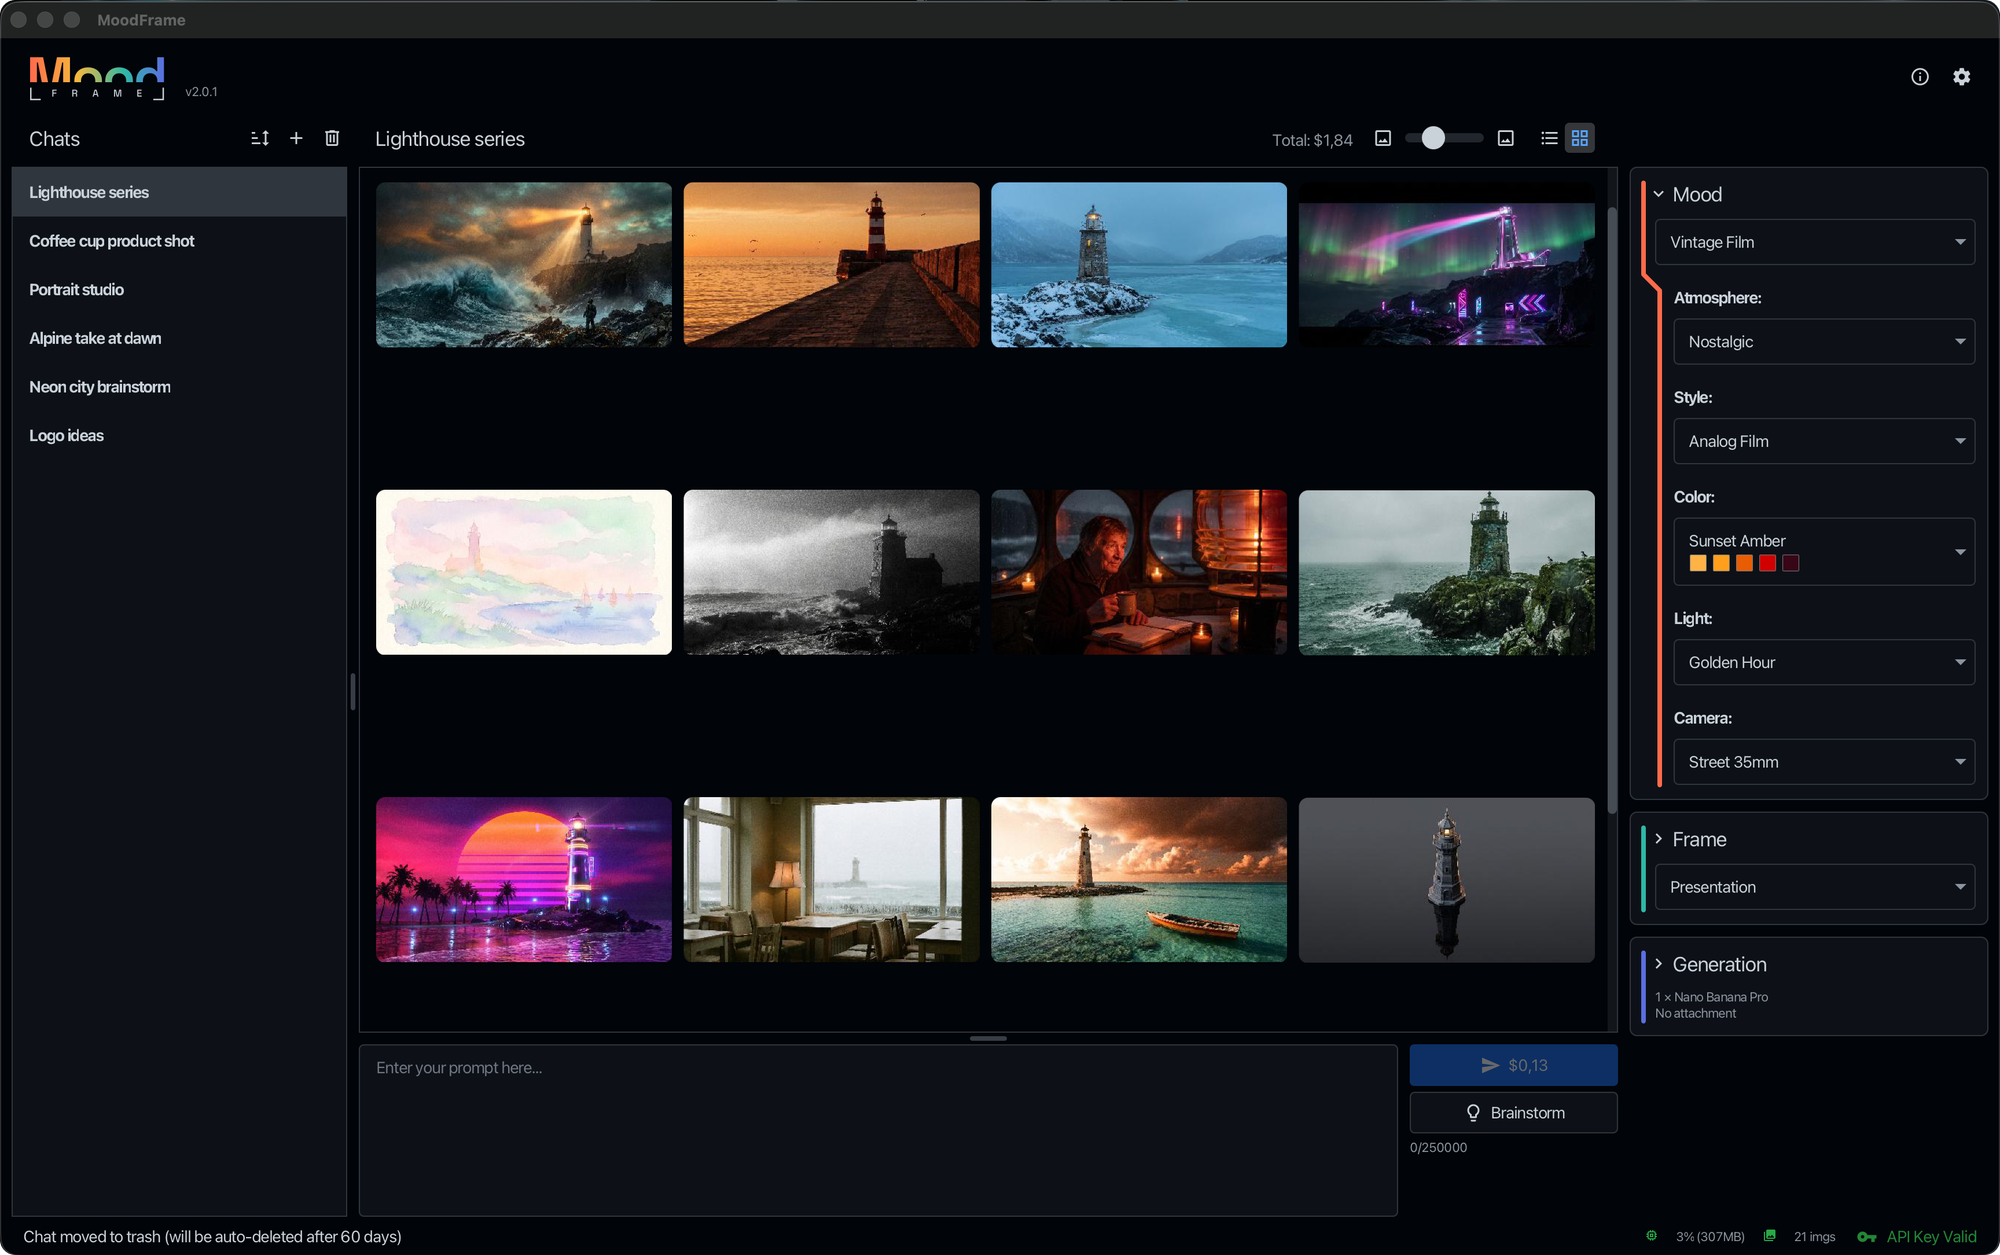 MoodFrame
Mood
FRAME
v2.0.1
Chats
Lighthouse series
Total: $1,84
Lighthouse series
Coffee cup product shot
Portrait studio
Alpine take at dawn
Neon city brainstorm
Logo ideas
Mood
Vintage Film
Atmosphere:
Nostalgic
Style:
Analog Film
Color:
Sunset Amber
Light:
Golden Hour
Camera:
Street 35mm
Frame
Presentation
Generation
1 × Nano Banana Pro
No attachment
Enter your prompt here...
$0,13
Brainstorm
0/250000
Chat moved to trash (will be auto-deleted after 60 days)
3% (307MB)
21 imgs
API Key Valid